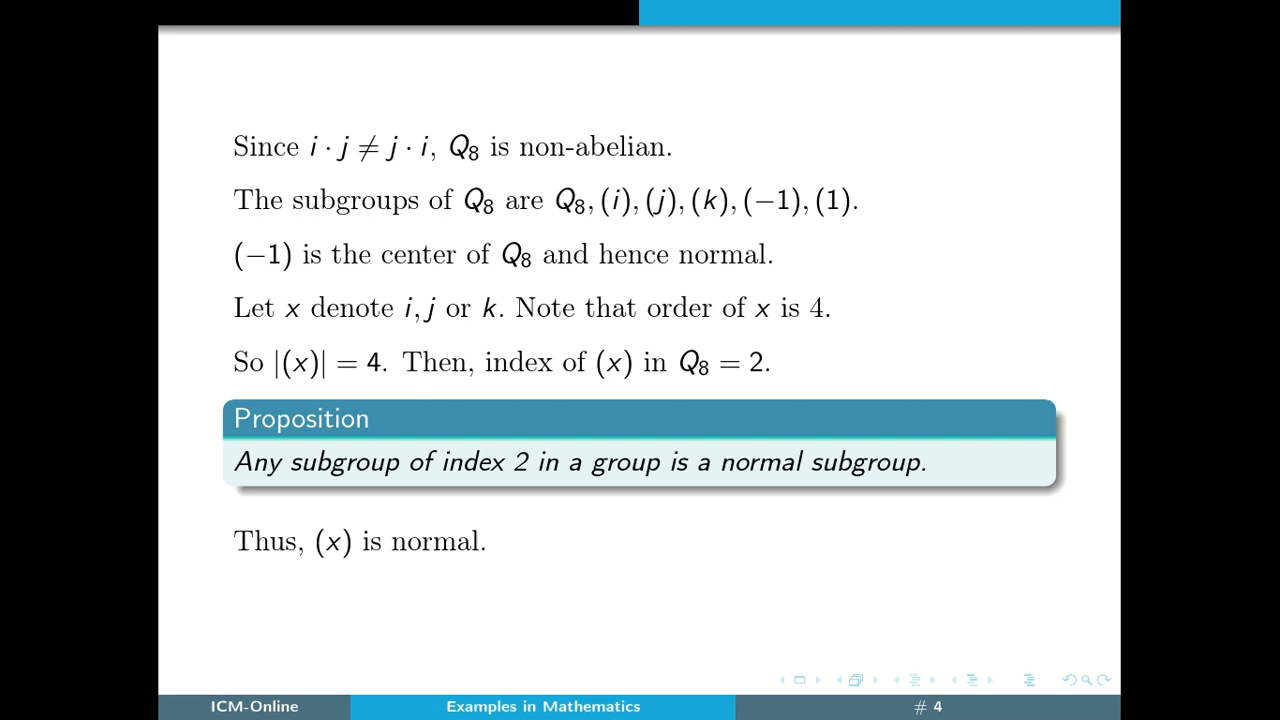 Since i · j ≠ j · i, Q₈ is non-abelian.
The subgroups of Q₈ are Q₈, (i), (j), (k), (−1), (1).
(−1) is the center of Q₈ and hence normal.
Let x denote i, j or k. Note that order of x is 4.
So |(x)| = 4. Then, index of (x) in Q₈ = 2.
Proposition
Any subgroup of index 2 in a group is a normal subgroup.
Thus, (x) is normal.
ICM-Online Examples in Mathematics # 4